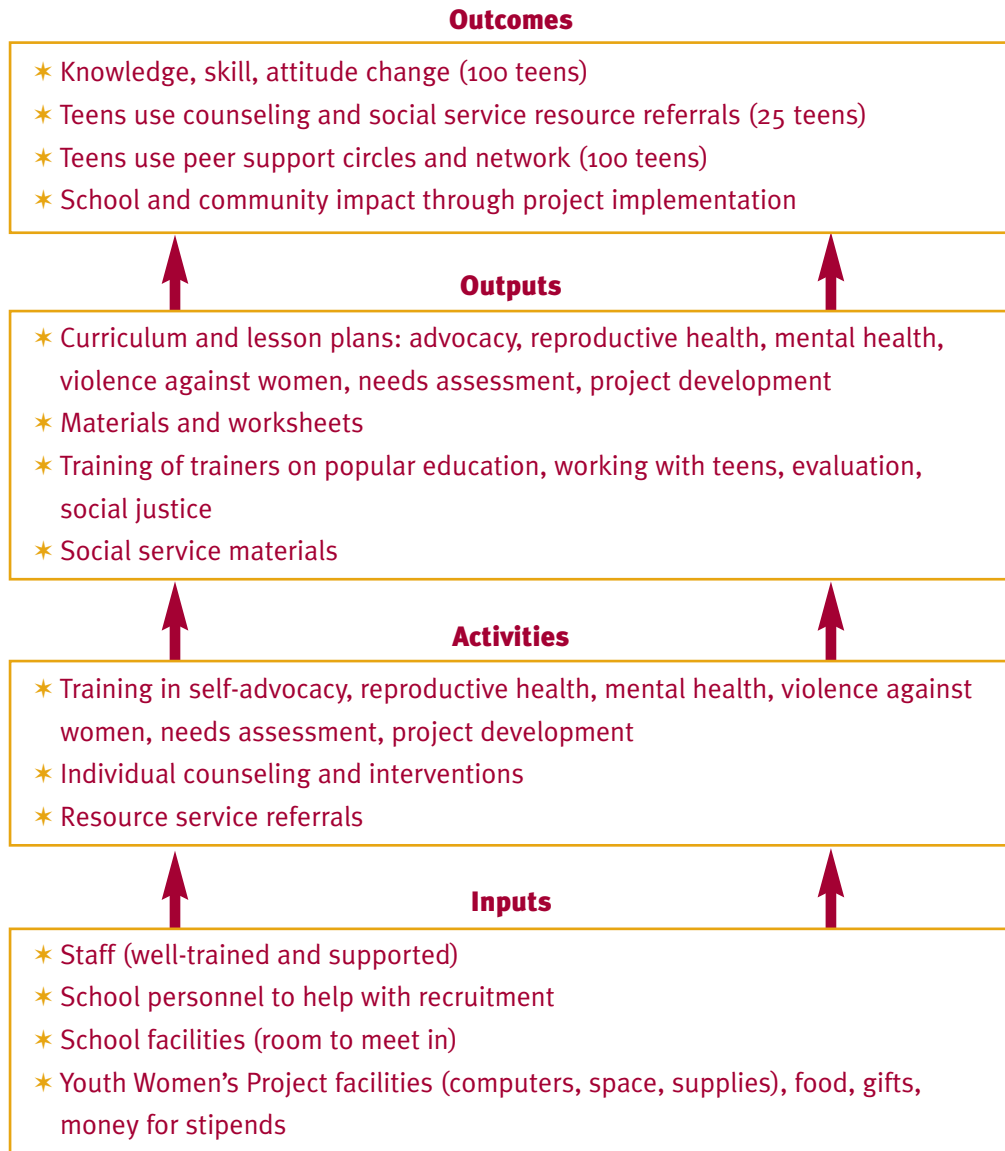 Outcomes
✶ Knowledge, skill, attitude change (100 teens)
✶ Teens use counseling and social service resource referrals (25 teens)
✶ Teens use peer support circles and network (100 teens)
✶ School and community impact through project implementation
Outputs
✶ Curriculum and lesson plans: advocacy, reproductive health, mental health,
violence against women, needs assessment, project development
✶ Materials and worksheets
✶ Training of trainers on popular education, working with teens, evaluation,
social justice
✶ Social service materials
Activities
✶ Training in self-advocacy, reproductive health, mental health, violence against
women, needs assessment, project development
✶ Individual counseling and interventions
✶ Resource service referrals
Inputs
✶ Staff (well-trained and supported)
✶ School personnel to help with recruitment
✶ School facilities (room to meet in)
✶ Youth Women’s Project facilities (computers, space, supplies), food, gifts,
money for stipends